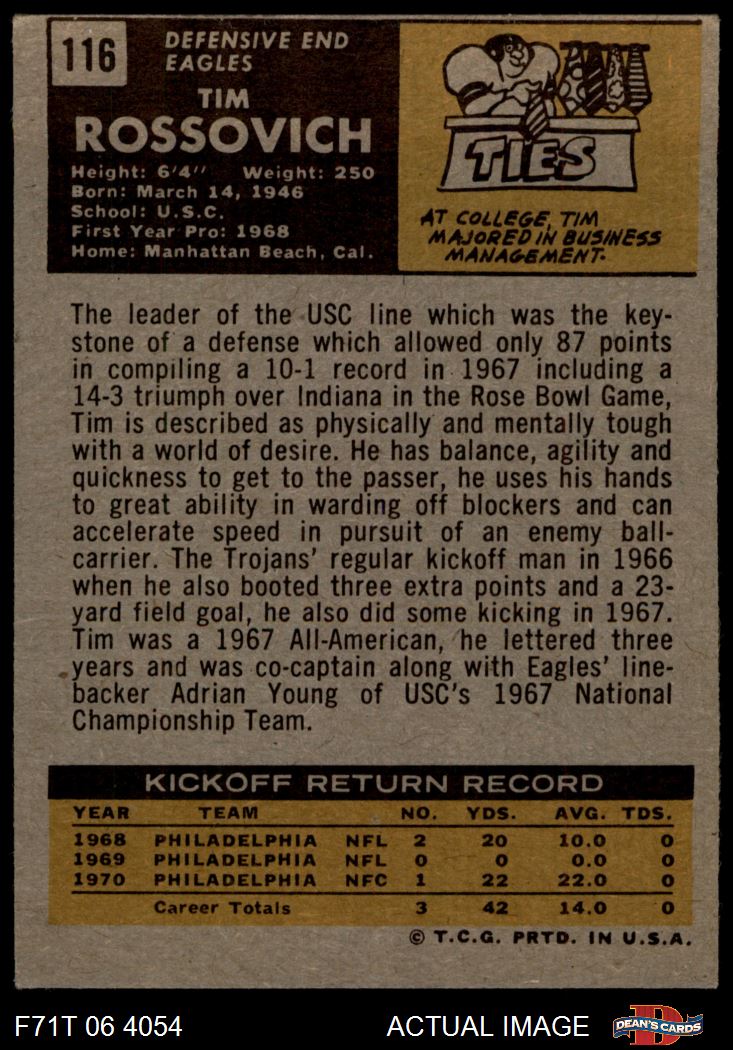 116
DEFENSIVE END
EAGLES
TIM
ROSSOVICH
Height: 6'4" Weight: 250
Born: March 14, 1946
School: U.S.C.
First Year Pro: 1968
Home: Manhattan Beach, Cal.
TIES
AT COLLEGE, TIM
MAJORED IN BUSINESS
MANAGEMENT.
The leader of the USC line which was the key-
stone of a defense which allowed only 87 points
in compiling a 10-1 record in 1967 including a
14-3 triumph over Indiana in the Rose Bowl Game,
Tim is described as physically and mentally tough
with a world of desire. He has balance, agility and
quickness to get to the passer, he uses his hands
to great ability in warding off blockers and can
accelerate speed in pursuit of an enemy ball-
carrier. The Trojans' regular kickoff man in 1966
when he also booted three extra points and a 23-
yard field goal, he also did some kicking in 1967.
Tim was a 1967 All-American, he lettered three
years and was co-captain along with Eagles' line-
backer Adrian Young of USC's 1967 National
Championship Team.
KICKOFF RETURN RECORD
YEAR TEAM NO. YDS. AVG. TDS.
1968 PHILADELPHIA NFL 2 20 10.0 0
1969 PHILADELPHIA NFL 0 0 0.0 0
1970 PHILADELPHIA NFC 1 22 22.0 0
Career Totals 3 42 14.0 0
© T.C.G. PRTD. IN U.S.A.
F71T 06 4054 ACTUAL IMAGE D DEAN'S CARDS